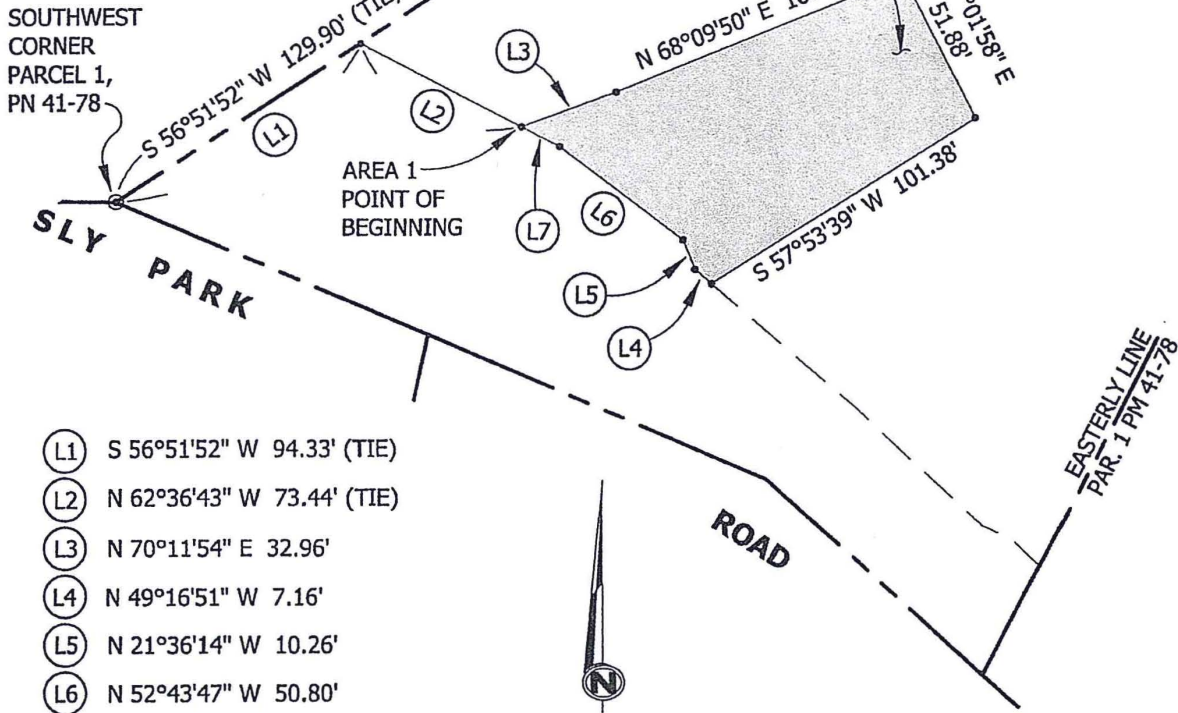 SOUTHWEST
CORNER
PARCEL 1,
PN 41-78
S 56°51'52" W 129.90' (TIE)
L1
L2
L3
N 68°09'50" E
°01'58" E
51.88'
AREA 1
POINT OF
BEGINNING
L7
L6
L5
L4
S 57°53'39" W 101.38'
SLY PARK
ROAD
EASTERLY LINE
PAR. 1 PM 41-78
L1 S 56°51'52" W 94.33' (TIE)
L2 N 62°36'43" W 73.44' (TIE)
L3 N 70°11'54" E 32.96'
L4 N 49°16'51" W 7.16'
L5 N 21°36'14" W 10.26'
L6 N 52°43'47" W 50.80'
N